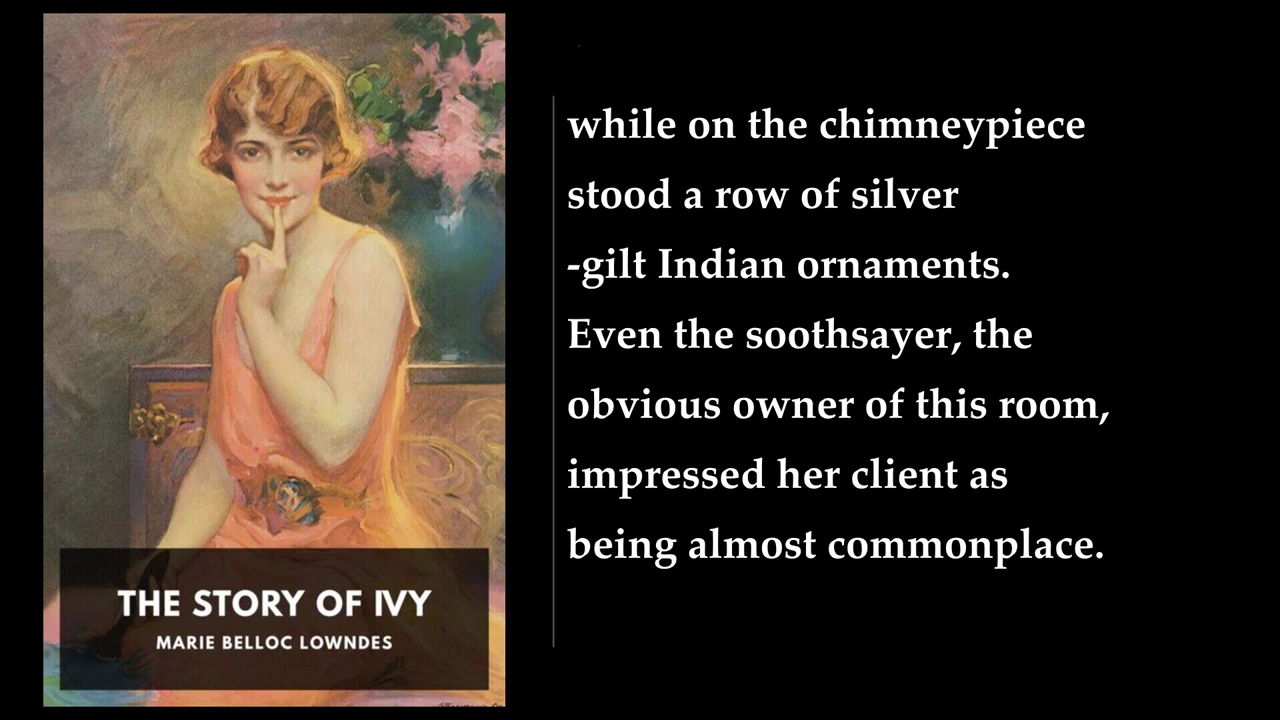 while on the chimneypiece
stood a row of silver
-gilt Indian ornaments.
Even the soothsayer, the
obvious owner of this room,
impressed her client as
being almost commonplace.
THE STORY OF IVY
MARIE BELLOC LOWNDES